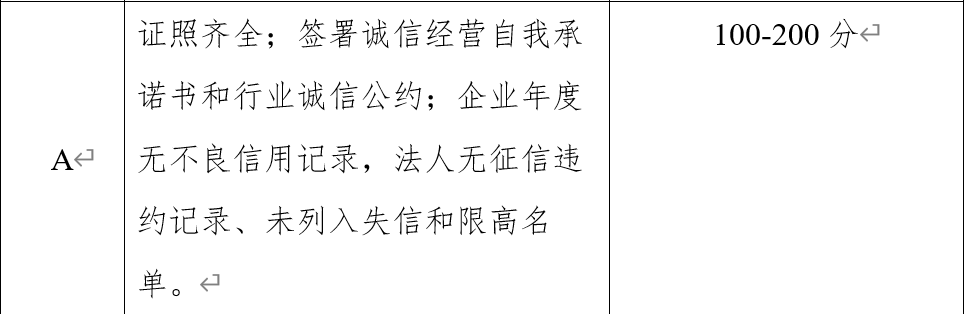 A
证照齐全；签署诚信经营自我承
诺书和行业诚信公约；企业年度
无不良信用记录，法人无征信违
约记录、未列入失信和限高名
单。
100-200 分